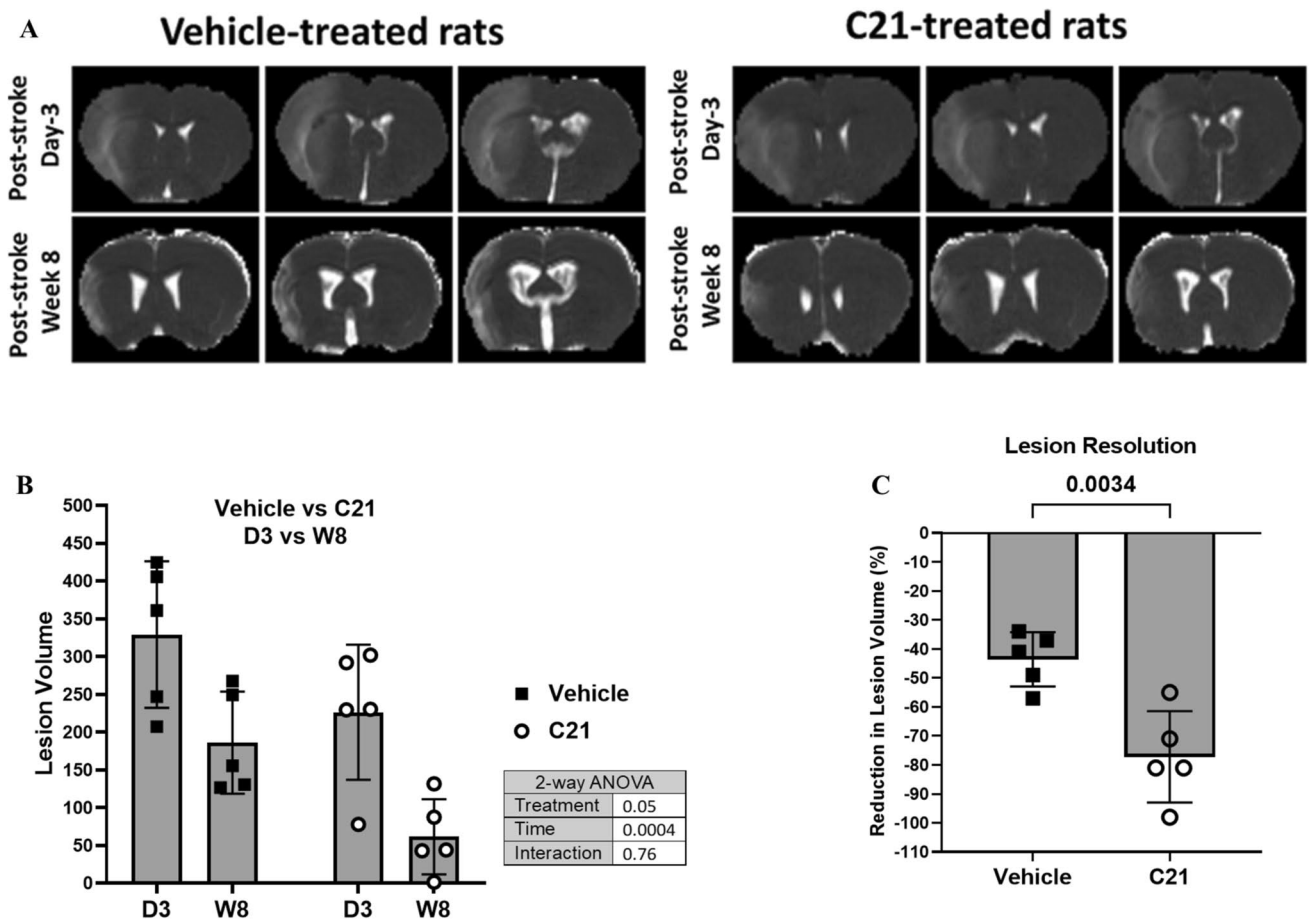 A
Vehicle-treated rats
C21-treated rats
Post-stroke
Day-3
Post-stroke
Week 8
Post-stroke
Day-3
Post-stroke
Week 8
B
Vehicle vs C21
D3 vs W8
Lesion Volume
500
450
400
350
300
250
200
150
100
50
0
D3
W8
D3
W8
Vehicle
C21
2-way ANOVA
Treatment 0.05
Time 0.0004
Interaction 0.76
C
Lesion Resolution
0.0034
Reduction in Lesion Volume (%)
0
-10
-20
-30
-40
-50
-60
-70
-80
-90
-100
-110
Vehicle
C21